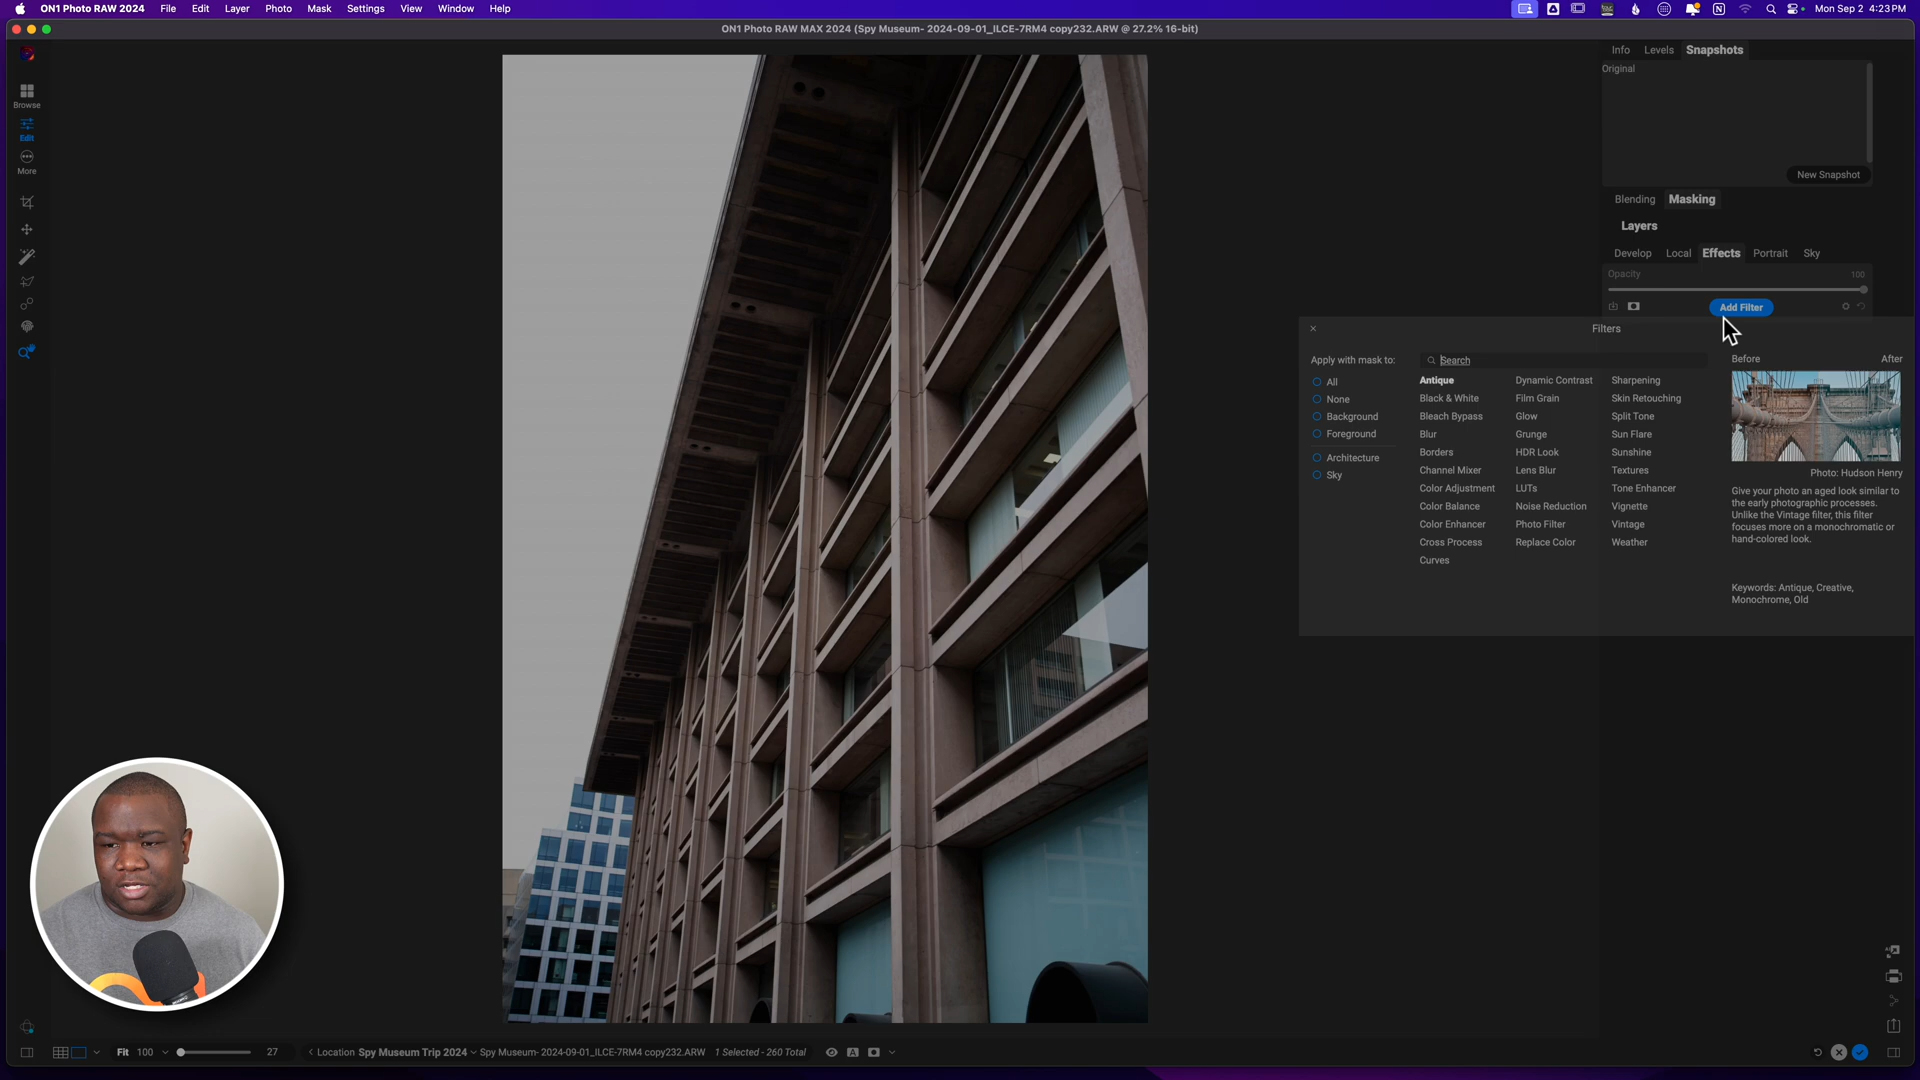 ON1 Photo RAW 2024 File Edit Layer Photo Mask Settings View Window Help
Mon Sep 2 4:23 PM
ON1 Photo RAW MAX 2024 (Spy Museum- 2024-09-01_ILCE-7RM4 copy232.ARW @ 27.2% 16-bit)
Browse
Edit
More
Info Levels Snapshots
Original
New Snapshot
Blending Masking
Layers
Develop Local Effects Portrait Sky
Opacity 100
Add Filter
Filters
Apply with mask to:
All
None
Background
Foreground
Architecture
Sky
Search
Antique
Black & White
Bleach Bypass
Blur
Borders
Channel Mixer
Color Adjustment
Color Balance
Color Enhancer
Cross Process
Curves
Dynamic Contrast
Film Grain
Glow
Grunge
HDR Look
Lens Blur
LUTs
Noise Reduction
Photo Filter
Replace Color
Sharpening
Skin Retouching
Split Tone
Sun Flare
Sunshine
Textures
Tone Enhancer
Vignette
Vintage
Weather
Before After
Photo: Hudson Henry
Give your photo an aged look similar to
the early photographic processes.
Unlike the Vintage filter, this filter
focuses more on a monochromatic or
hand-colored look.
Keywords: Antique, Creative,
Monochrome, Old
Fit 100 27 Location Spy Museum Trip 2024 Spy Museum- 2024-09-01_ILCE-7RM4 copy232.ARW 1 Selected - 260 Total A